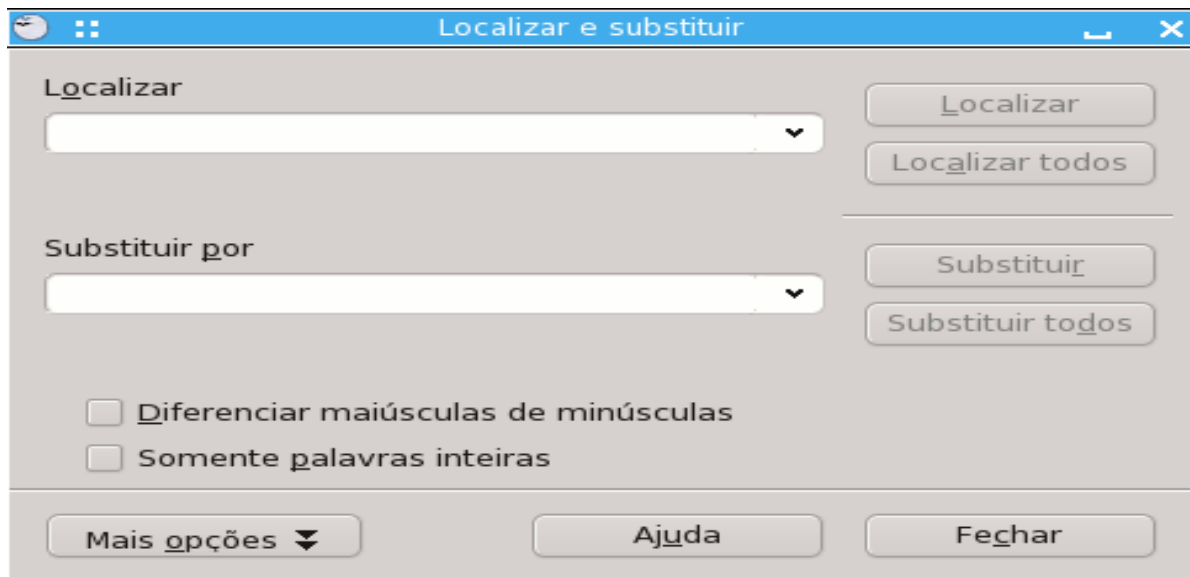 Localizar e substituir
Localizar
Localizar
Localizar todos
Substituir por
Substituir
Substituir todos
Diferenciar maiúsculas de minúsculas
Somente palavras inteiras
Mais opções
Ajuda
Fechar